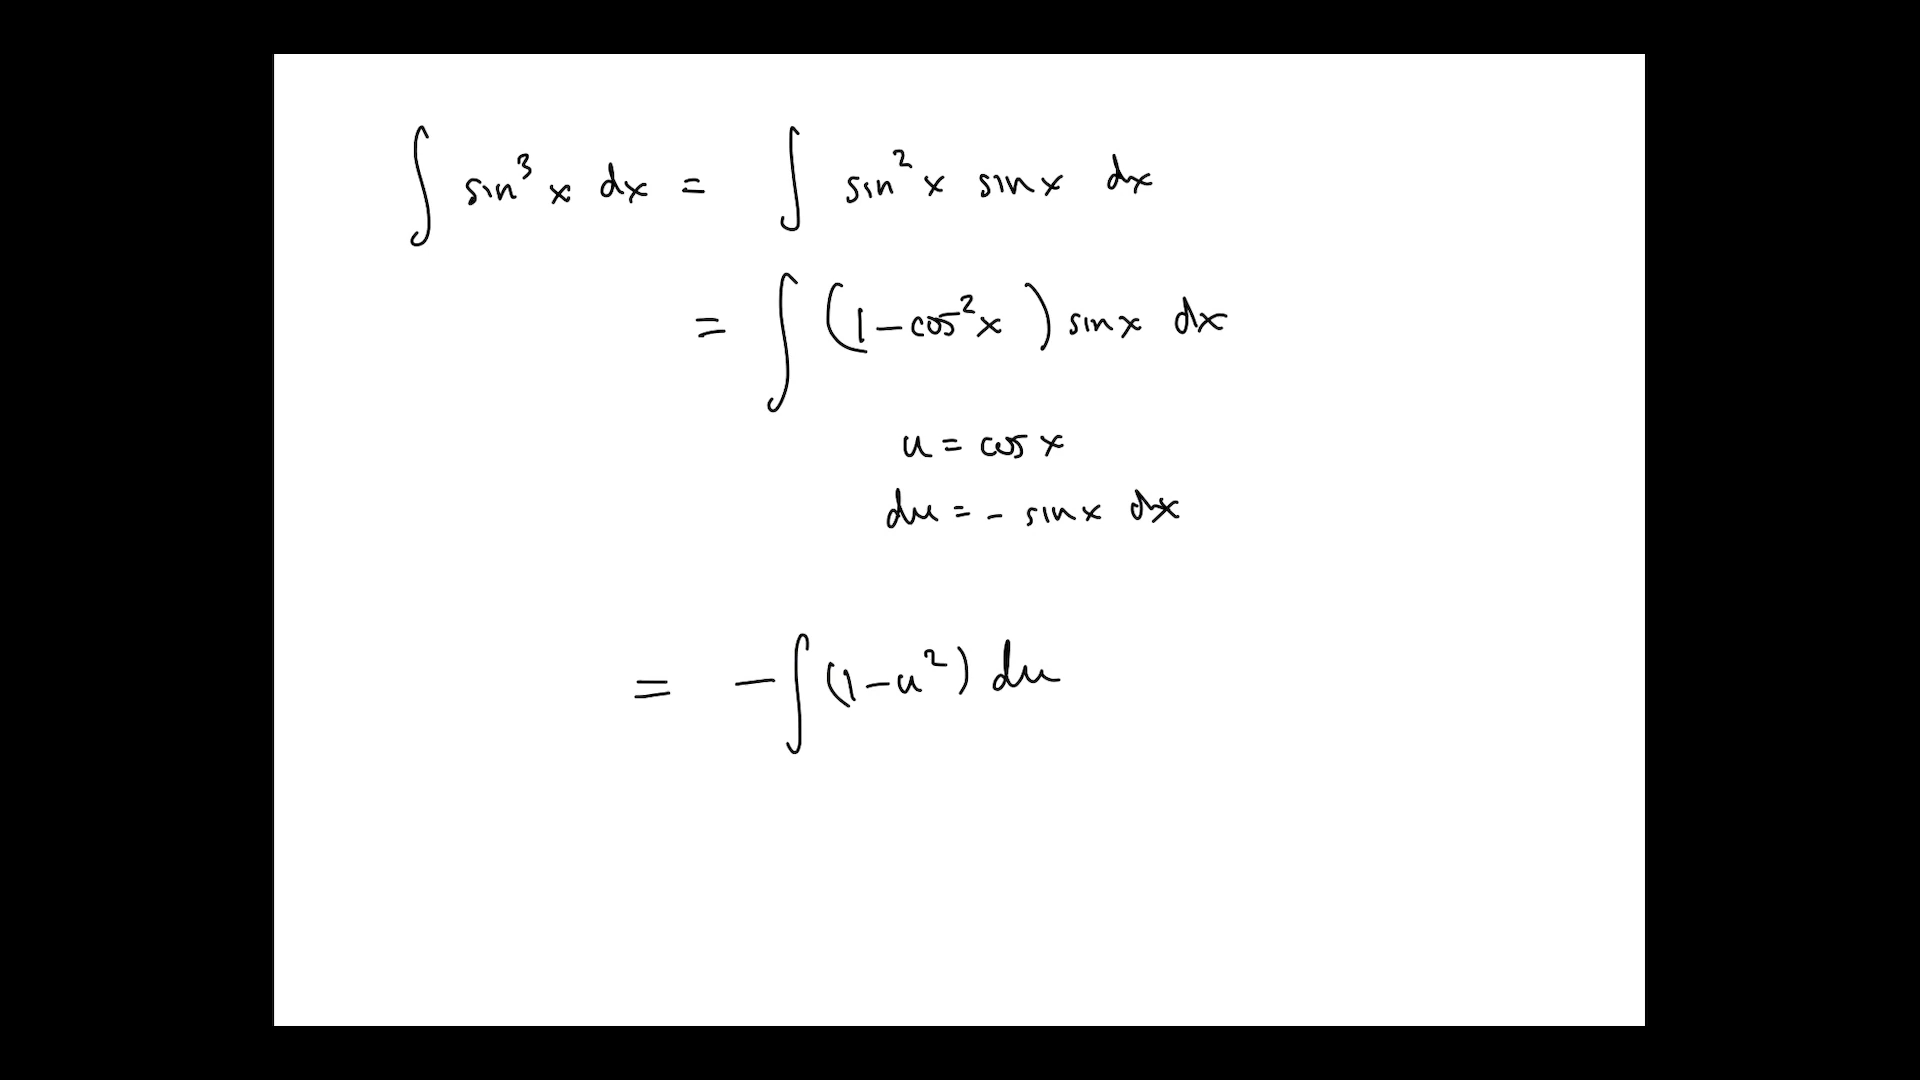 ∫ sin³ x dx = ∫ sin² x sin x dx
= ∫ (1 − cos² x ) sin x dx
u = cos x
du = − sin x dx
= − ∫ (1 − u²) du